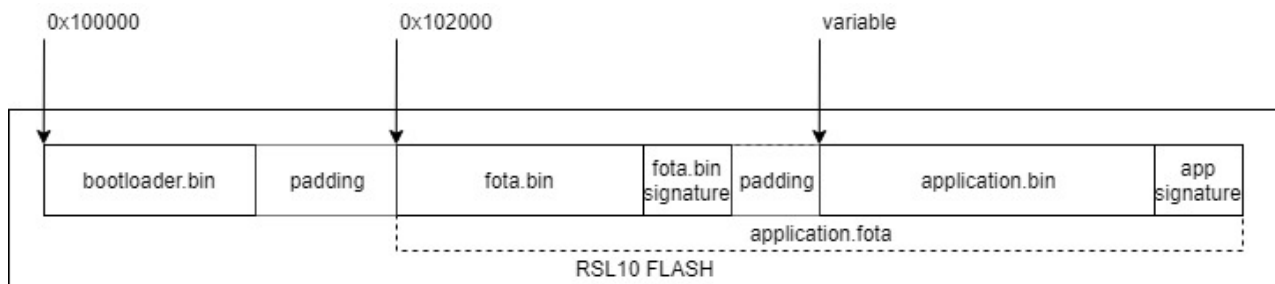 0x100000 0x102000 variable
bootloader.bin padding fota.bin fota.bin signature padding application.bin app signature
application.fota
RSL10 FLASH